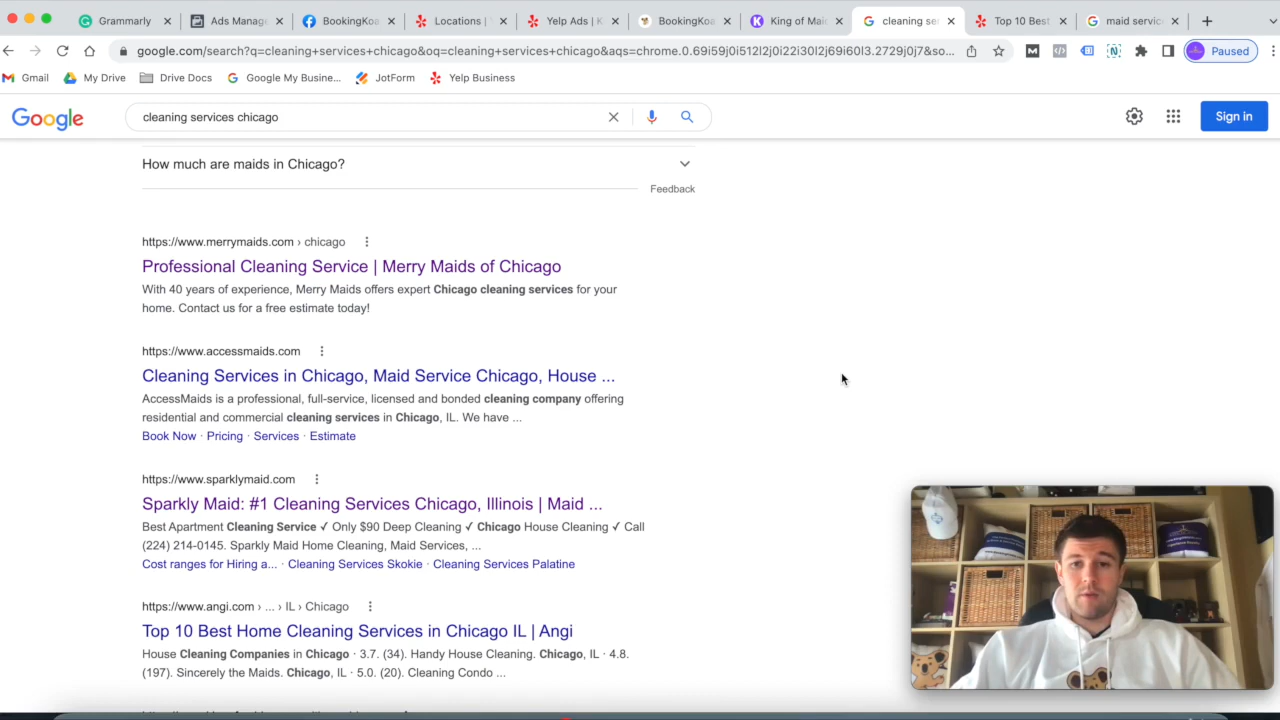 Grammarly
Ads Manag
BookingKoa
Locations |
Yelp Ads | K
BookingKoa
King of Mai
cleaning se
Top 10 Best
maid servic
google.com/search?q=cleaning+services+chicago&oq=cleaning+services+chicago&aqs=chrome.0.69i59j0i512l2j0i22i30l2j69i60l3.2729j0j7&so...
Paused
Gmail
My Drive
Drive Docs
Google My Busine...
JotForm
Yelp Business
Google
cleaning services chicago
Sign in
How much are maids in Chicago?
Feedback
https://www.merrymaids.com › chicago
Professional Cleaning Service | Merry Maids of Chicago
With 40 years of experience, Merry Maids offers expert Chicago cleaning services for your
home. Contact us for a free estimate today!
https://www.accessmaids.com
Cleaning Services in Chicago, Maid Service Chicago, House ...
AccessMaids is a professional, full-service, licensed and bonded cleaning company offering
residential and commercial cleaning services in Chicago, IL. We have ...
Book Now · Pricing · Services · Estimate
https://www.sparklymaid.com
Sparkly Maid: #1 Cleaning Services Chicago, Illinois | Maid ...
Best Apartment Cleaning Service ✓ Only $90 Deep Cleaning ✓ Chicago House Cleaning ✓ Call
(224) 214-0145. Sparkly Maid Home Cleaning, Maid Services, ...
Cost ranges for Hiring a... · Cleaning Services Skokie · Cleaning Services Palatine
https://www.angi.com › ... › IL › Chicago
Top 10 Best Home Cleaning Services in Chicago IL | Angi
House Cleaning Companies in Chicago · 3.7. (34). Handy House Cleaning. Chicago, IL · 4.8.
(197). Sincerely the Maids. Chicago, IL · 5.0. (20). Cleaning Condo ...